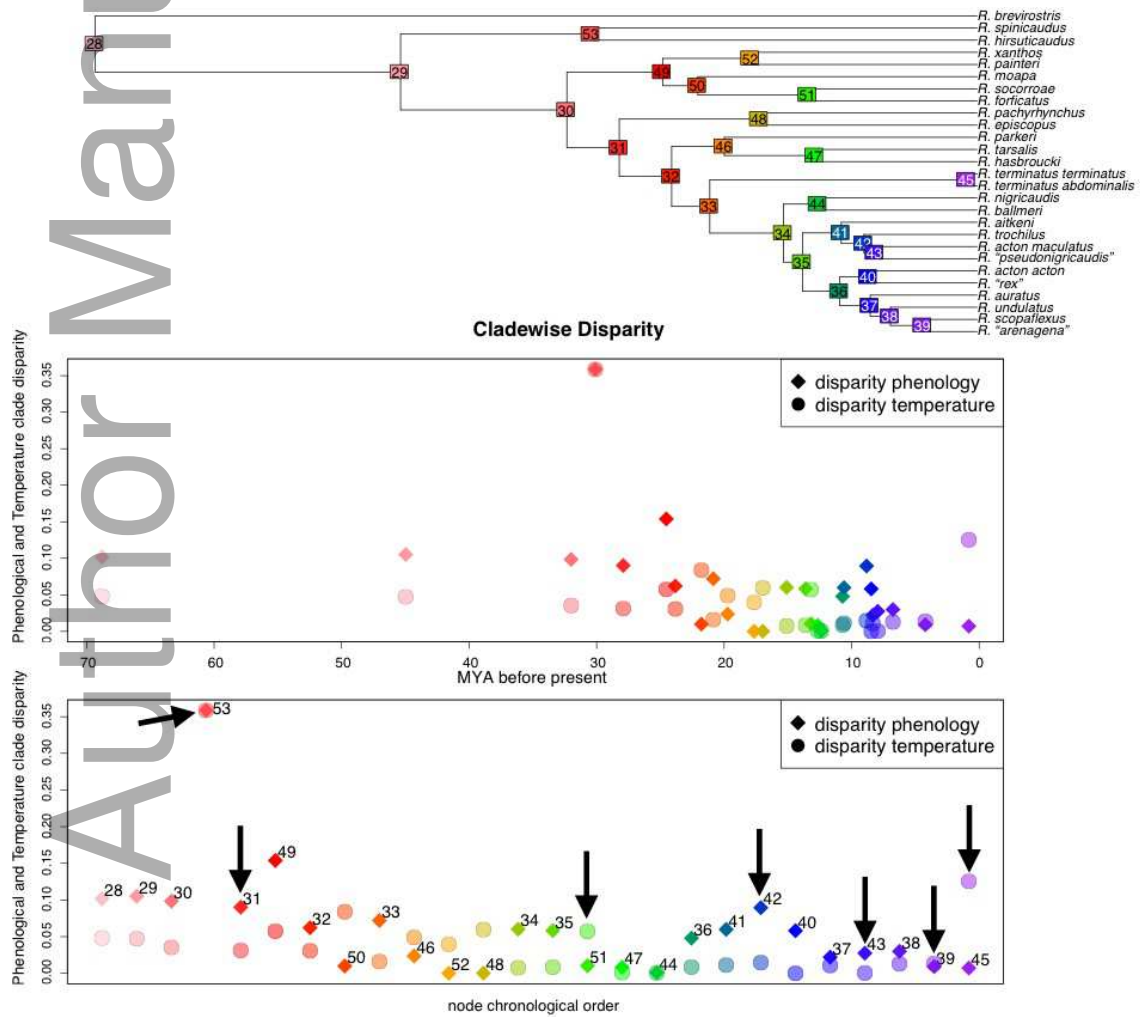 Author Manu
R. brevirostris
R. spinicaudus
R. hirsuticaudus
R. xanthos
R. painteri
R. moapa
R. socorroae
R. forficatus
R. pachyrhynchus
R. episcopus
R. parkeri
R. tarsalis
R. hasbroucki
R. terminatus terminatus
R. terminatus abdominalis
R. nigricaudis
R. ballmeri
R. aitkeni
R. trochilus
R. acton maculatus
R. “pseudonigricaudis”
R. acton acton
R. “rex”
R. auratus
R. undulatus
R. scopaflexus
R. “arenagena”
28
53
29
52
49
50
51
30
48
31
46
47
32
45
33
44
34
41
42
43
35
40
36
37
38
39
Cladewise Disparity
Phenological and Temperature clade disparity
0.35
0.30
0.25
0.20
0.15
0.10
0.05
0.00
disparity phenology
disparity temperature
70 60 50 40 30 20 10 0
MYA before present
Phenological and Temperature clade disparity
0.35
0.30
0.25
0.20
0.15
0.10
0.05
0.00
disparity phenology
disparity temperature
53
49
28 29 30 31
32 33
50 46 52 48
34 35
51 47 44
36 41 42 40
37 43 38 39 45
node chronological order